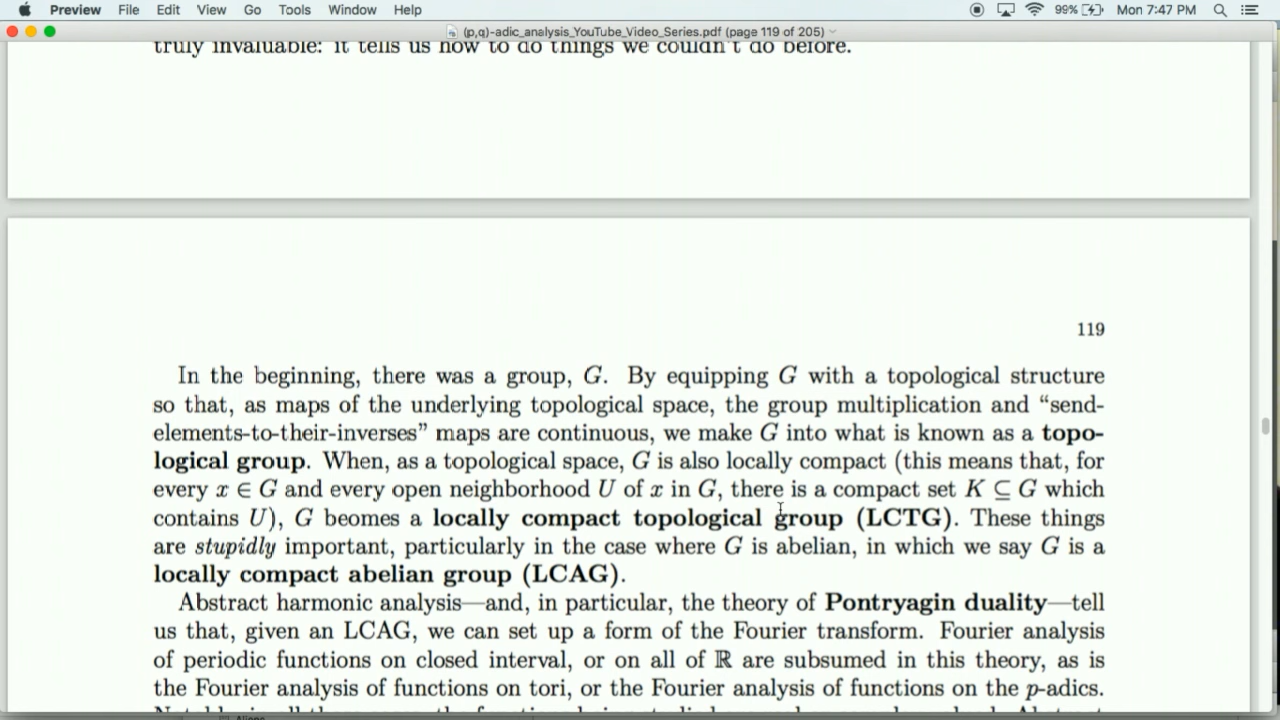 Preview File Edit View Go Tools Window Help 99% Mon 7:47 PM
(p,q)-adic_analysis_YouTube_Video_Series.pdf (page 119 of 205)
truly invaluable: it tells us how to do things we couldn't do before.
119
In the beginning, there was a group, G. By equipping G with a topological structure
so that, as maps of the underlying topological space, the group multiplication and “send-
elements-to-their-inverses” maps are continuous, we make G into what is known as a topo-
logical group. When, as a topological space, G is also locally compact (this means that, for
every x ∈ G and every open neighborhood U of x in G, there is a compact set K ⊆ G which
contains U), G beomes a locally compact topological group (LCTG). These things
are stupidly important, particularly in the case where G is abelian, in which we say G is a
locally compact abelian group (LCAG).
Abstract harmonic analysis—and, in particular, the theory of Pontryagin duality—tell
us that, given an LCAG, we can set up a form of the Fourier transform. Fourier analysis
of periodic functions on closed interval, or on all of ℝ are subsumed in this theory, as is
the Fourier analysis of functions on tori, or the Fourier analysis of functions on the p-adics.